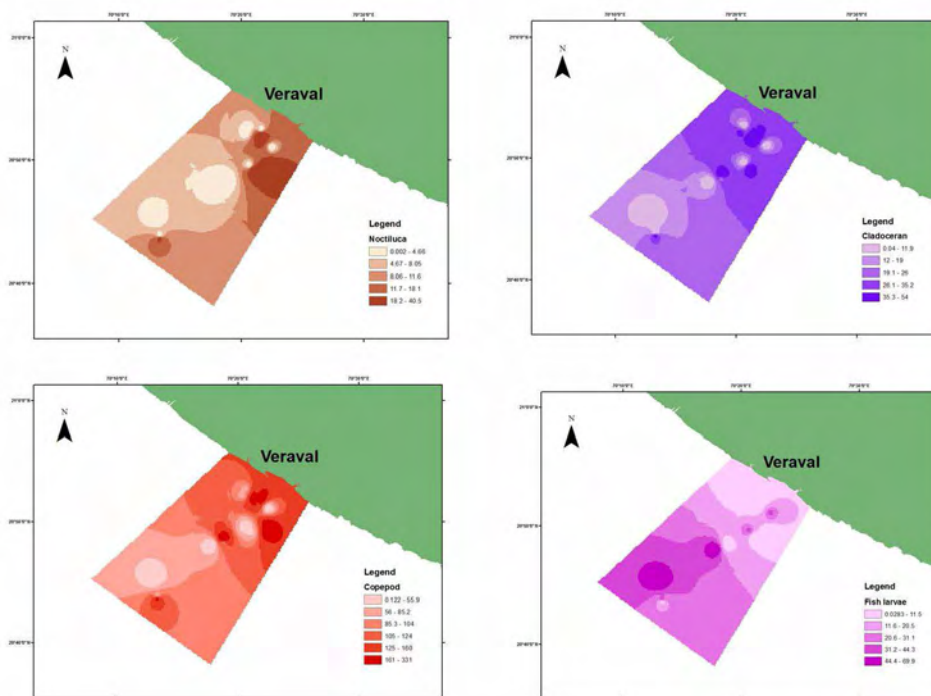 N
Veraval
Legend
Noctiluca
0.002 - 4.66
4.67 - 8.05
8.06 - 11.6
11.7 - 18.1
18.2 - 40.5
N
Veraval
Legend
Cladoceran
0.04 - 11.9
12 - 19
19.1 - 26
26.1 - 35.2
35.3 - 54
N
Veraval
Legend
Copepod
0.122 - 55.9
56 - 85.2
85.3 - 104
105 - 124
125 - 160
161 - 331
N
Veraval
Legend
Fish larvae
0.0283 - 11.5
11.6 - 20.5
20.6 - 31.1
31.2 - 44.3
44.4 - 69.9